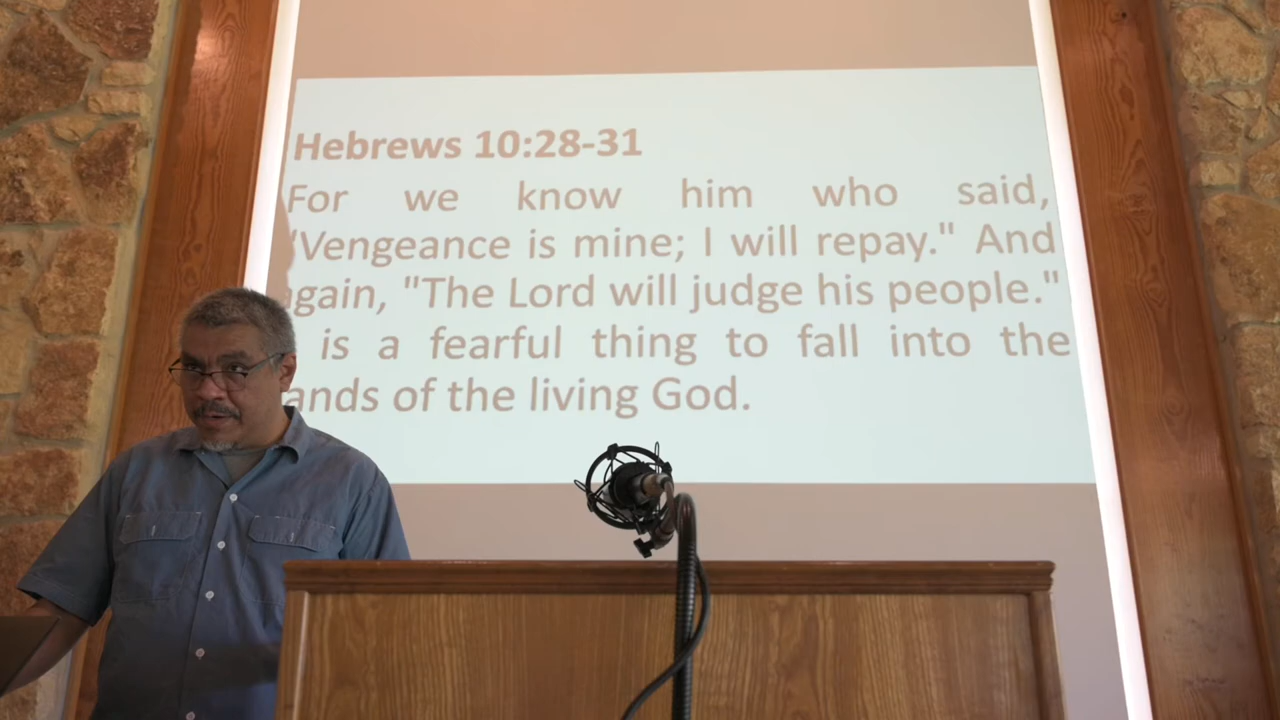 Hebrews 10:28-31
For we know him who said,
"Vengeance is mine; I will repay." And
again, "The Lord will judge his people."
is a fearful thing to fall into the
ands of the living God.